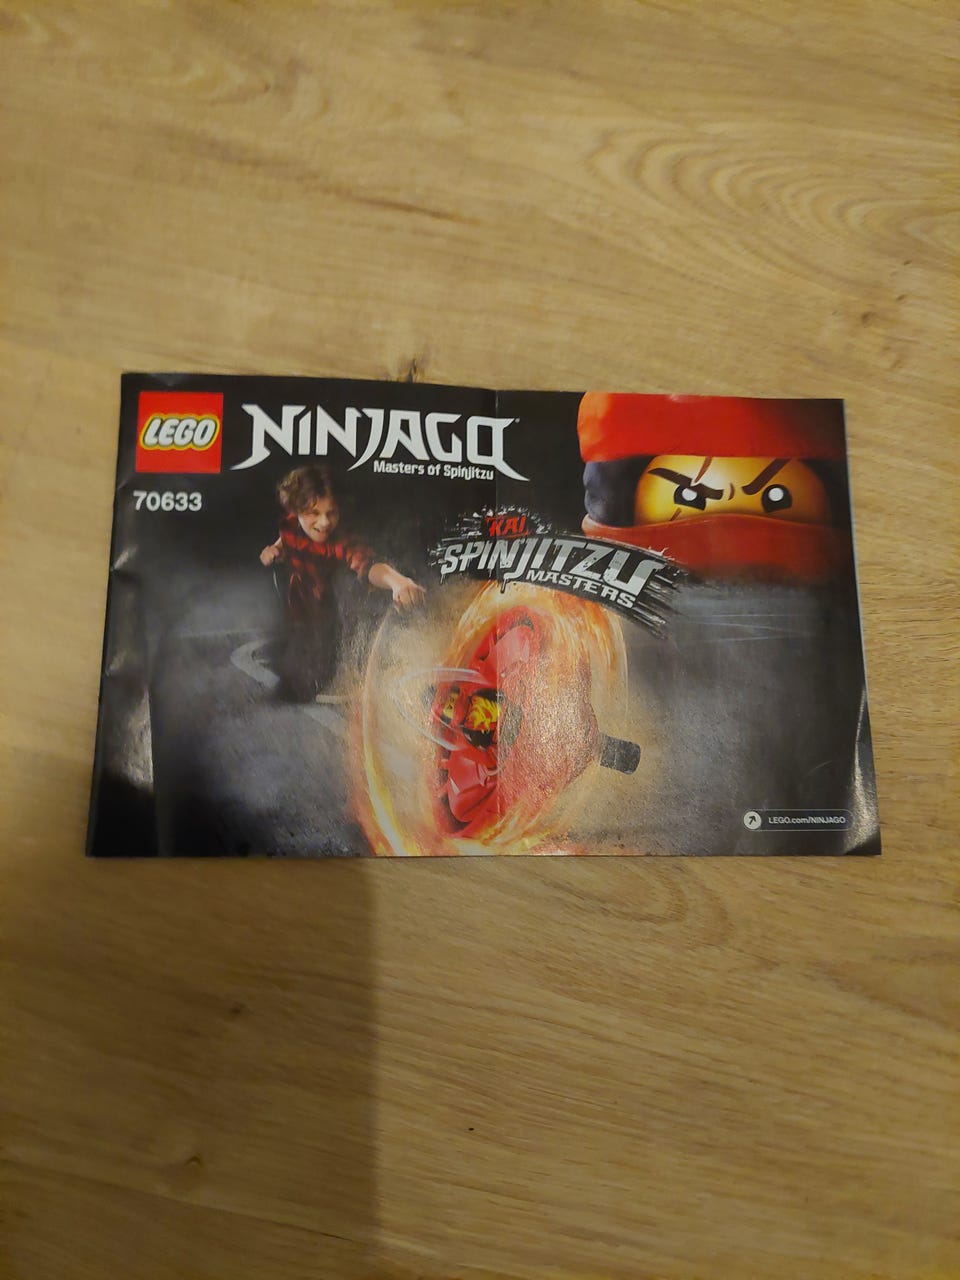 LEGO
NINJAGO
Masters of Spinjitzu
70633
KAI
SPINJITZU
MASTERS
LEGO.com/NINJAGO